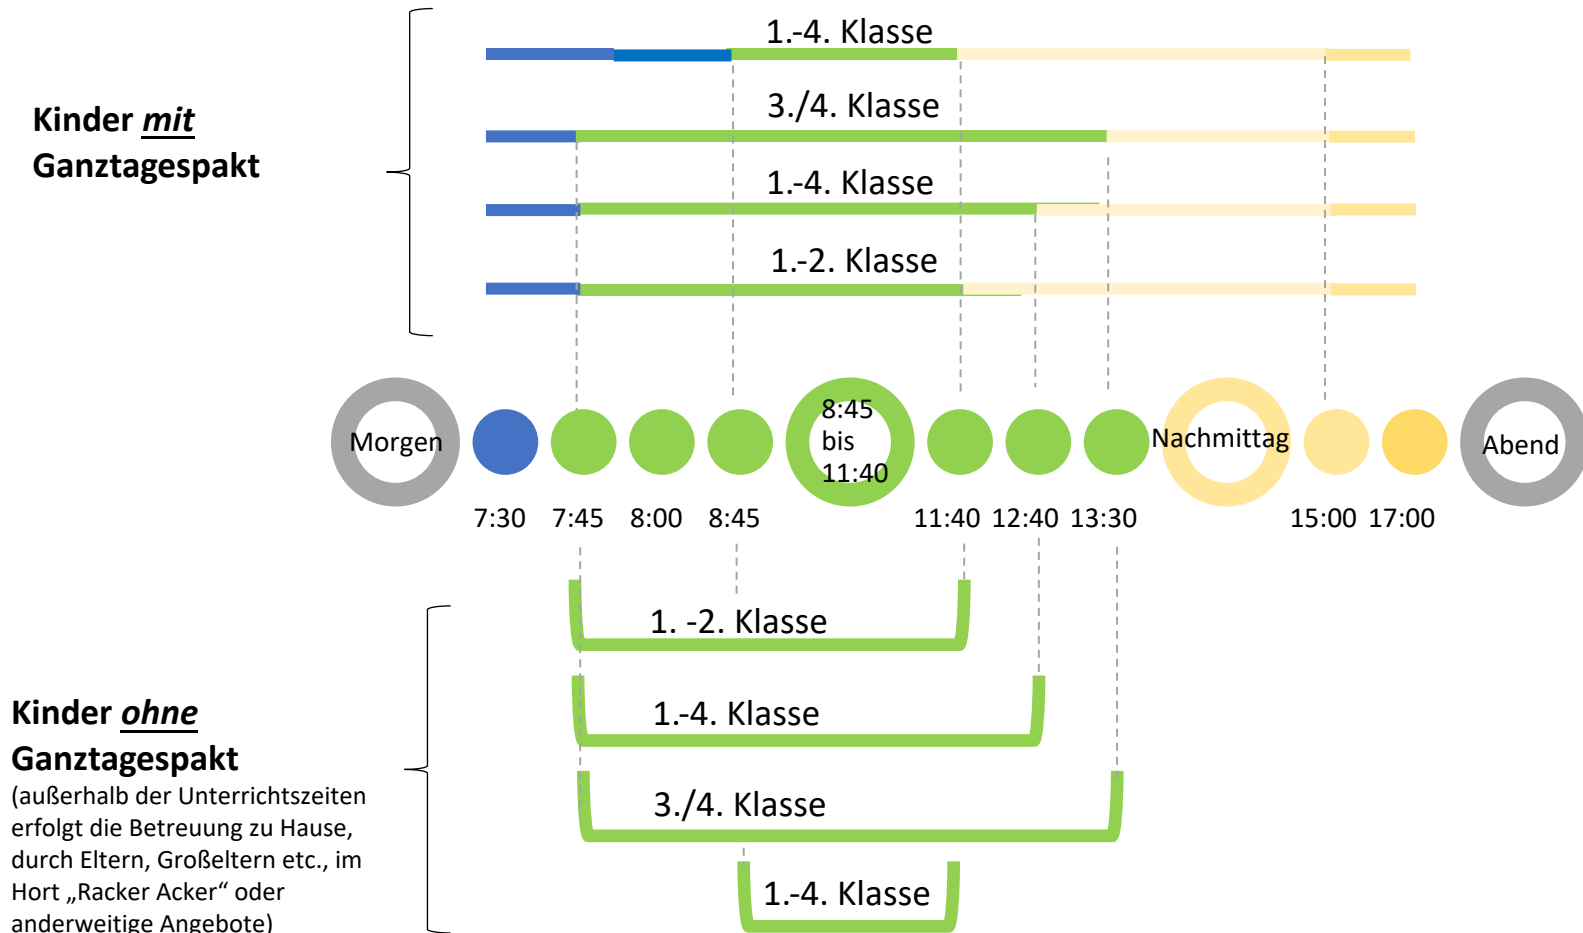 1.-4. Klasse
3./4. Klasse
Kinder mit
Ganztagespakt
1.-4. Klasse
1.-2. Klasse
Morgen
8:45
bis
11:40
Nachmittag
Abend
7:30 7:45 8:00 8:45 11:40 12:40 13:30 15:00 17:00
1. -2. Klasse
1.-4. Klasse
3./4. Klasse
1.-4. Klasse
Kinder ohne
Ganztagespakt
(außerhalb der Unterrichtszeiten
erfolgt die Betreuung zu Hause,
durch Eltern, Großeltern etc., im
Hort „Racker Acker“ oder
anderweitige Angebote)